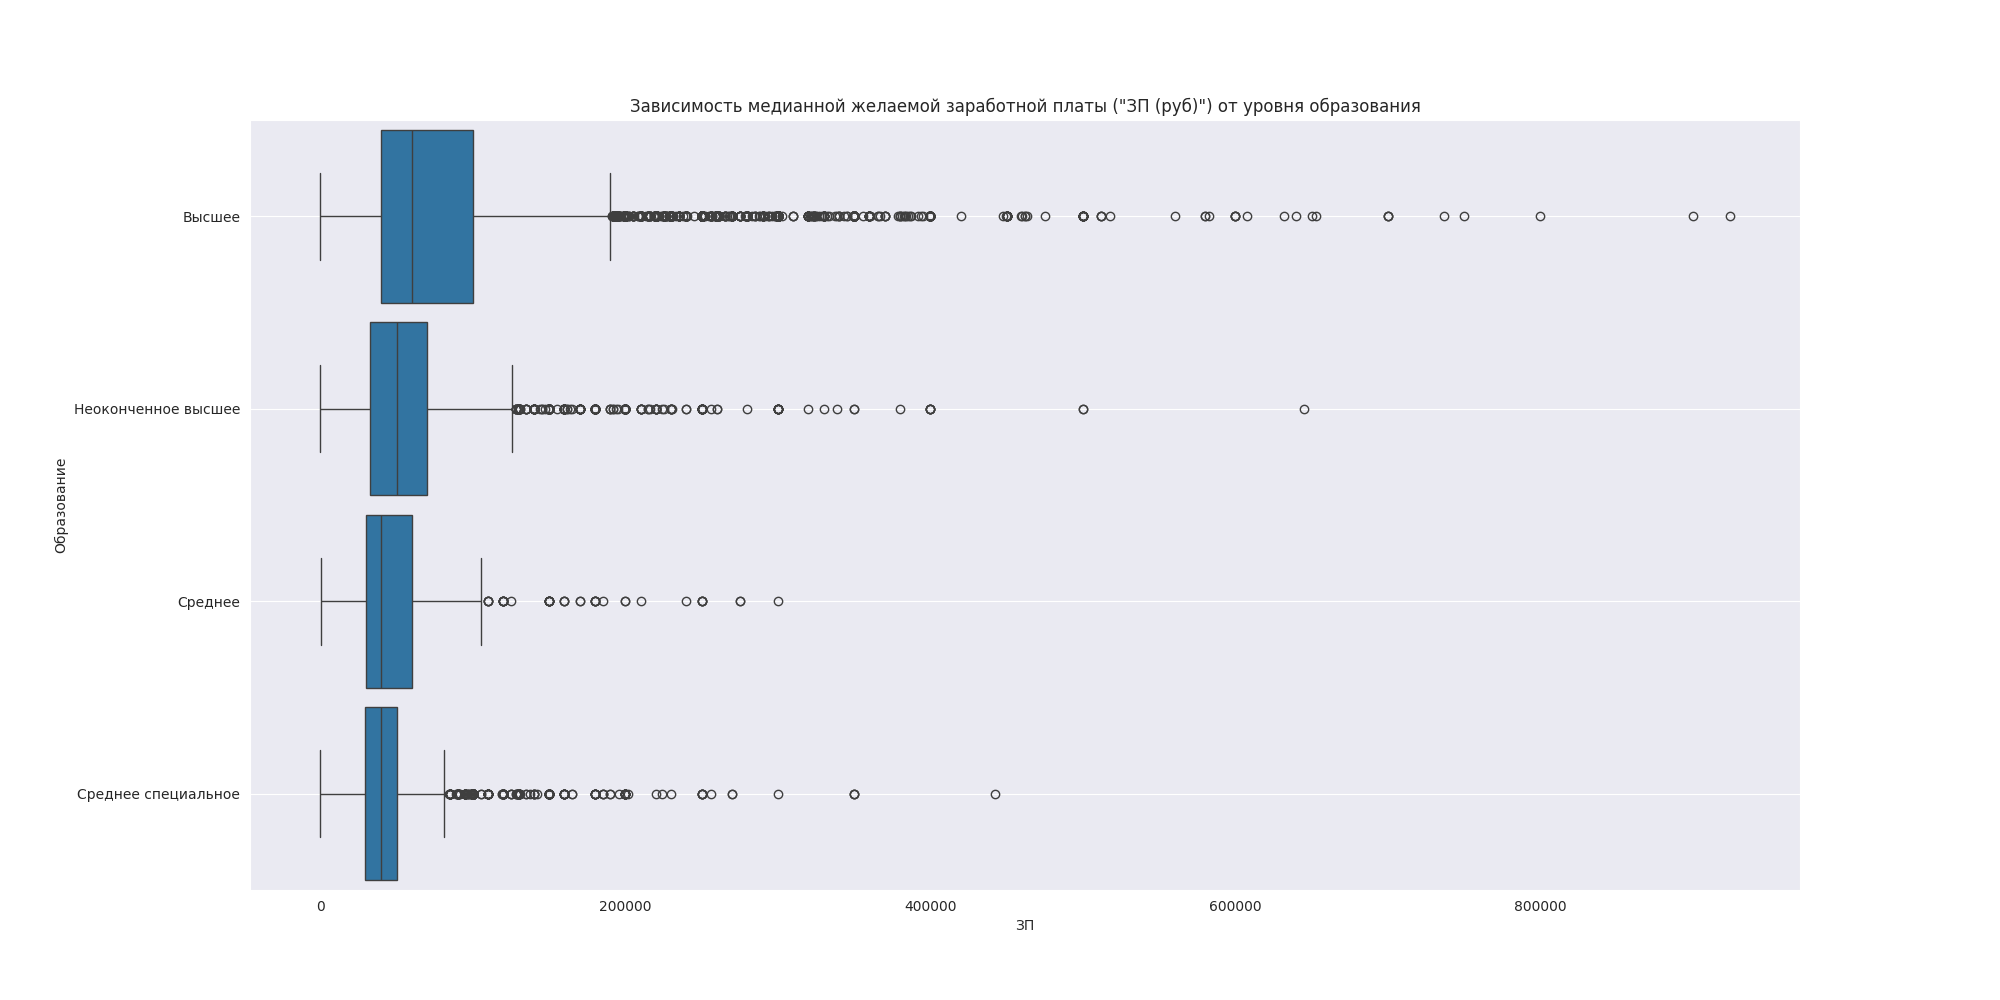 Зависимость медианной желаемой заработной платы ("ЗП (руб)") от уровня образования
Образование
Высшее
Неоконченное высшее
Среднее
Среднее специальное
0 200000 400000 600000 800000
ЗП